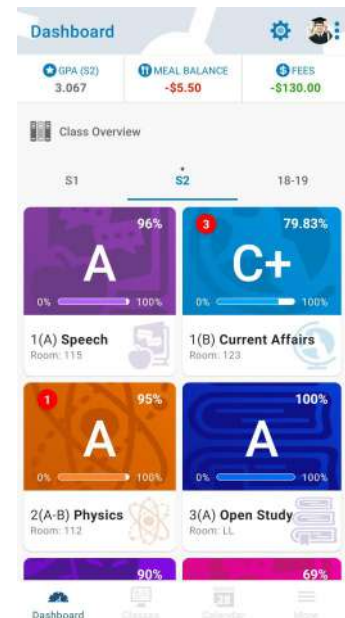 Dashboard
GPA (S2) MEAL BALANCE FEES
3.067 -$5.50 -$130.00
Class Overview
S1 S2 18-19
96% 3 79.83%
A C+
0% 100% 0% 100%
1(A) Speech 1(B) Current Affairs
Room: 115 Room: 123
1 95% 100%
A A
0% 100% 0% 100%
2(A-B) Physics 3(A) Open Study
Room: 112 Room: LL
90% 69%
Dashboard Classes Calendar More